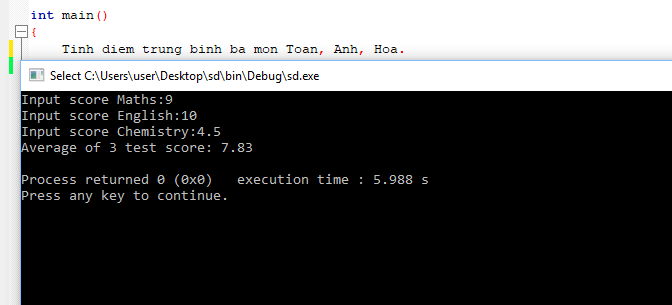 int main()
{
Tinh diem trung binh ba mon Toan, Anh, Hoa.
Select C:\Users\user\Desktop\sd\bin\Debug\sd.exe
Input score Maths:9
Input score English:10
Input score Chemistry:4.5
Average of 3 test score: 7.83
Process returned 0 (0x0)   execution time : 5.988 s
Press any key to continue.